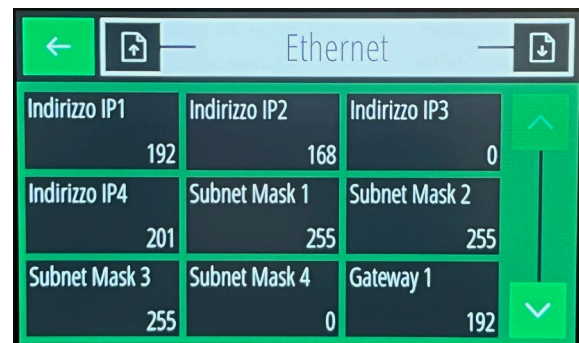 Ethernet
Indirizzo IP1
192
Indirizzo IP2
168
Indirizzo IP3
0
Indirizzo IP4
201
Subnet Mask 1
255
Subnet Mask 2
255
Subnet Mask 3
255
Subnet Mask 4
0
Gateway 1
192